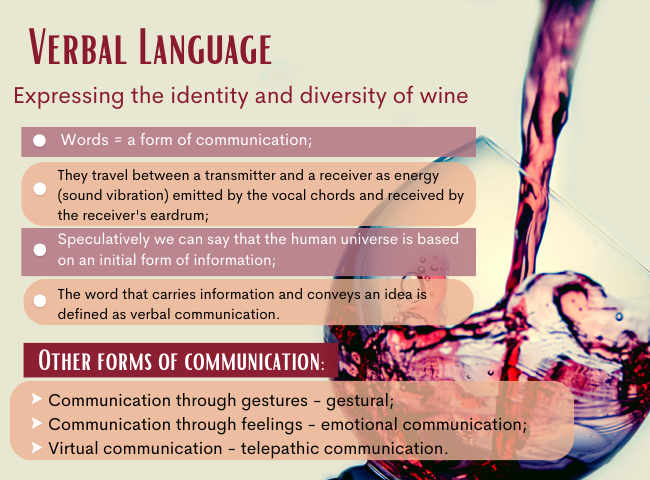 Verbal Language
Expressing the identity and diversity of wine
Words = a form of communication;
They travel between a transmitter and a receiver as energy
(sound vibration) emitted by the vocal chords and received by
the receiver's eardrum;
Speculatively we can say that the human universe is based
on an initial form of information;
The word that carries information and conveys an idea is
defined as verbal communication.
Other forms of communication:
Communication through gestures - gestural;
Communication through feelings - emotional communication;
Virtual communication - telepathic communication.